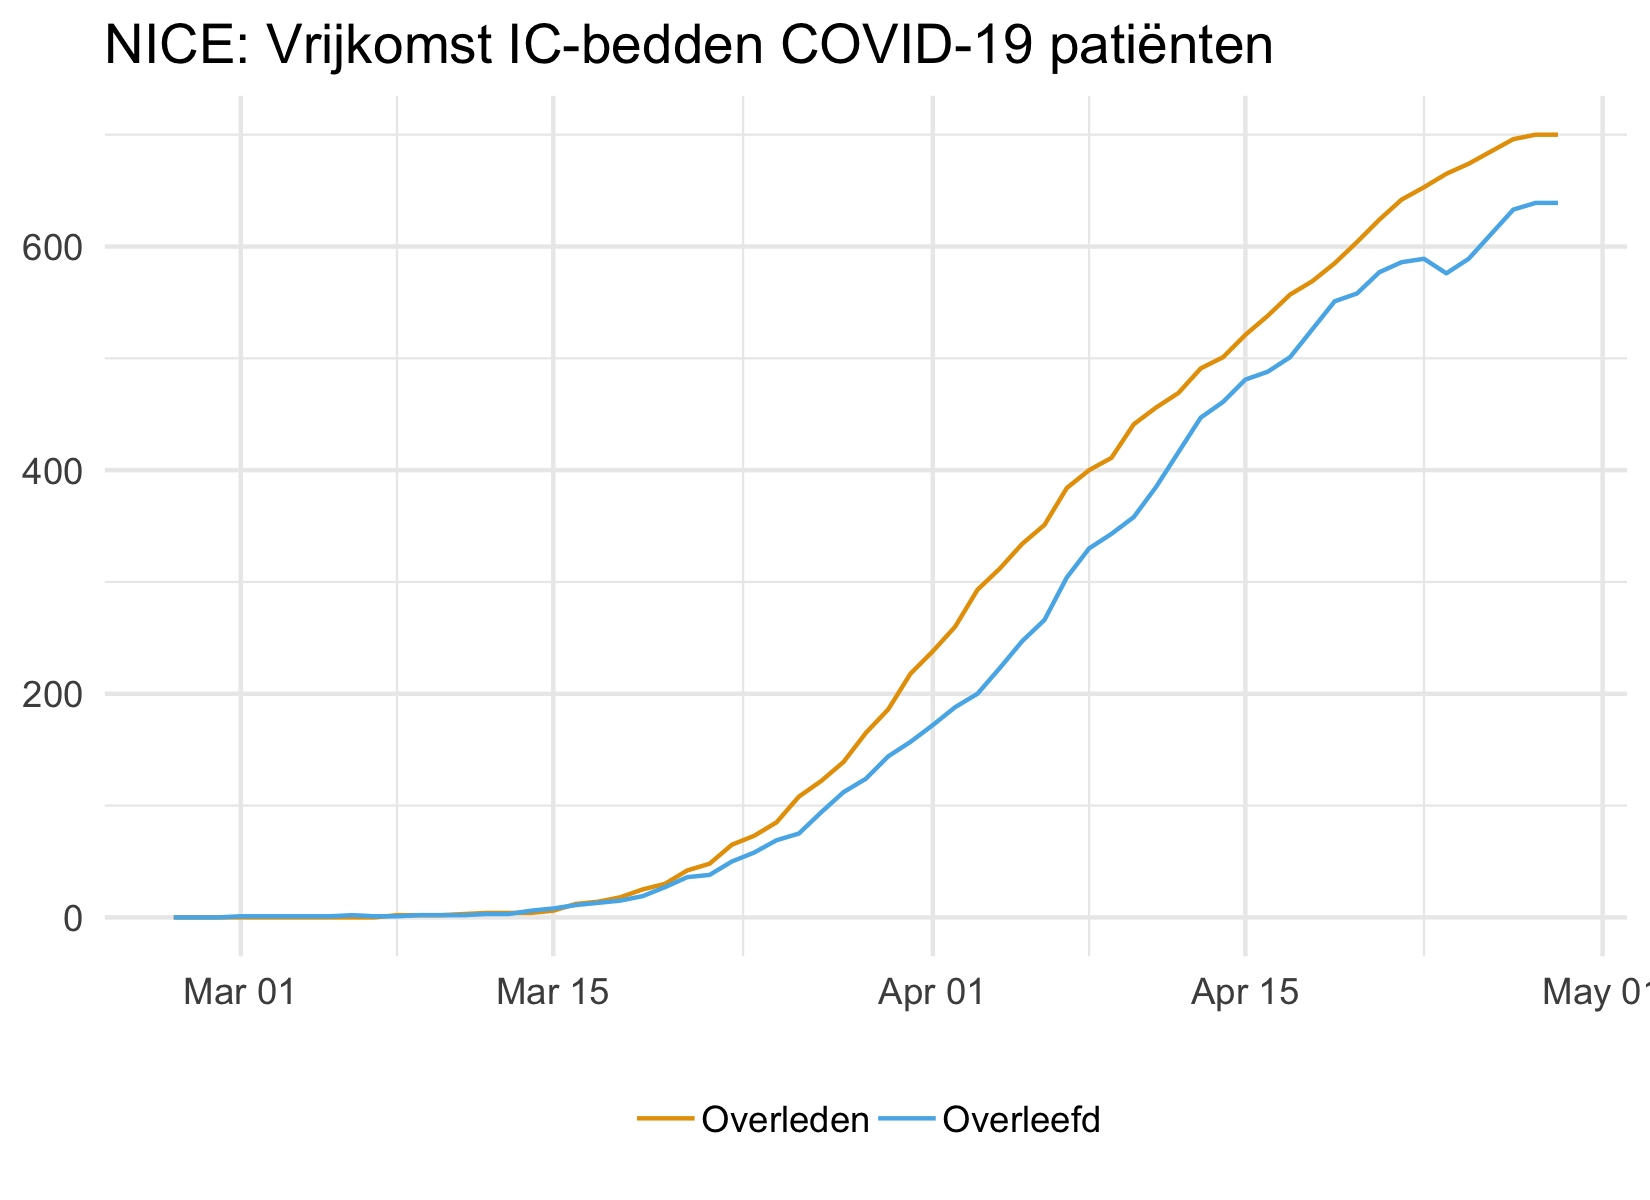 NICE: Vrijkomst IC-bedden COVID-19 patiënten
600
400
200
0
Mar 01 Mar 15 Apr 01 Apr 15 May 01
Overleden Overleefd